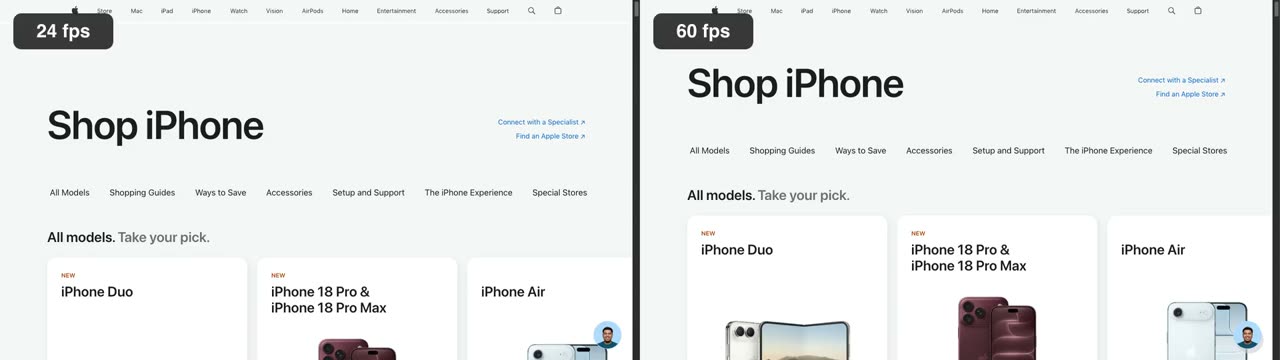 Store Mac iPad iPhone Watch Vision AirPods Home Entertainment Accessories Support
24 fps
Shop iPhone
Connect with a Specialist ↗
Find an Apple Store ↗
All Models Shopping Guides Ways to Save Accessories Setup and Support The iPhone Experience Special Stores
All models. Take your pick.
NEW
iPhone Duo
NEW
iPhone 18 Pro &
iPhone 18 Pro Max
iPhone Air
Store Mac iPad iPhone Watch Vision AirPods Home Entertainment Accessories Support
60 fps
Shop iPhone
Connect with a Specialist ↗
Find an Apple Store ↗
All Models Shopping Guides Ways to Save Accessories Setup and Support The iPhone Experience Special Stores
All models. Take your pick.
NEW
iPhone Duo
NEW
iPhone 18 Pro &
iPhone 18 Pro Max
iPhone Air